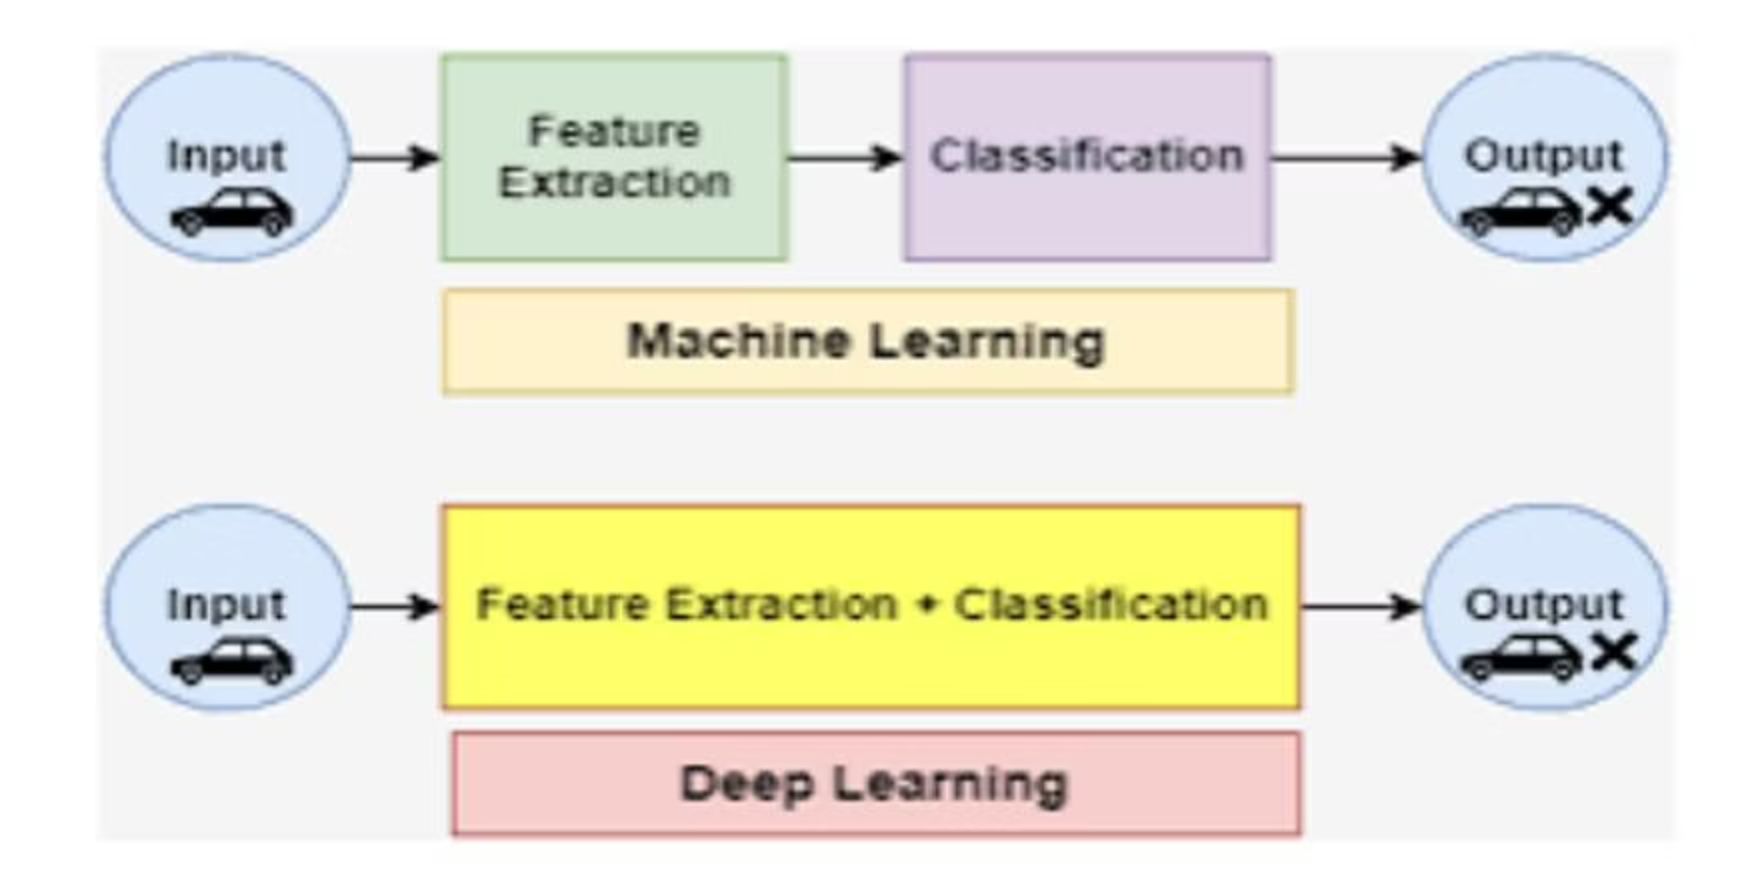 Input
Feature
Extraction
Classification
Output
Machine Learning
Input
Feature Extraction + Classification
Output
Deep Learning